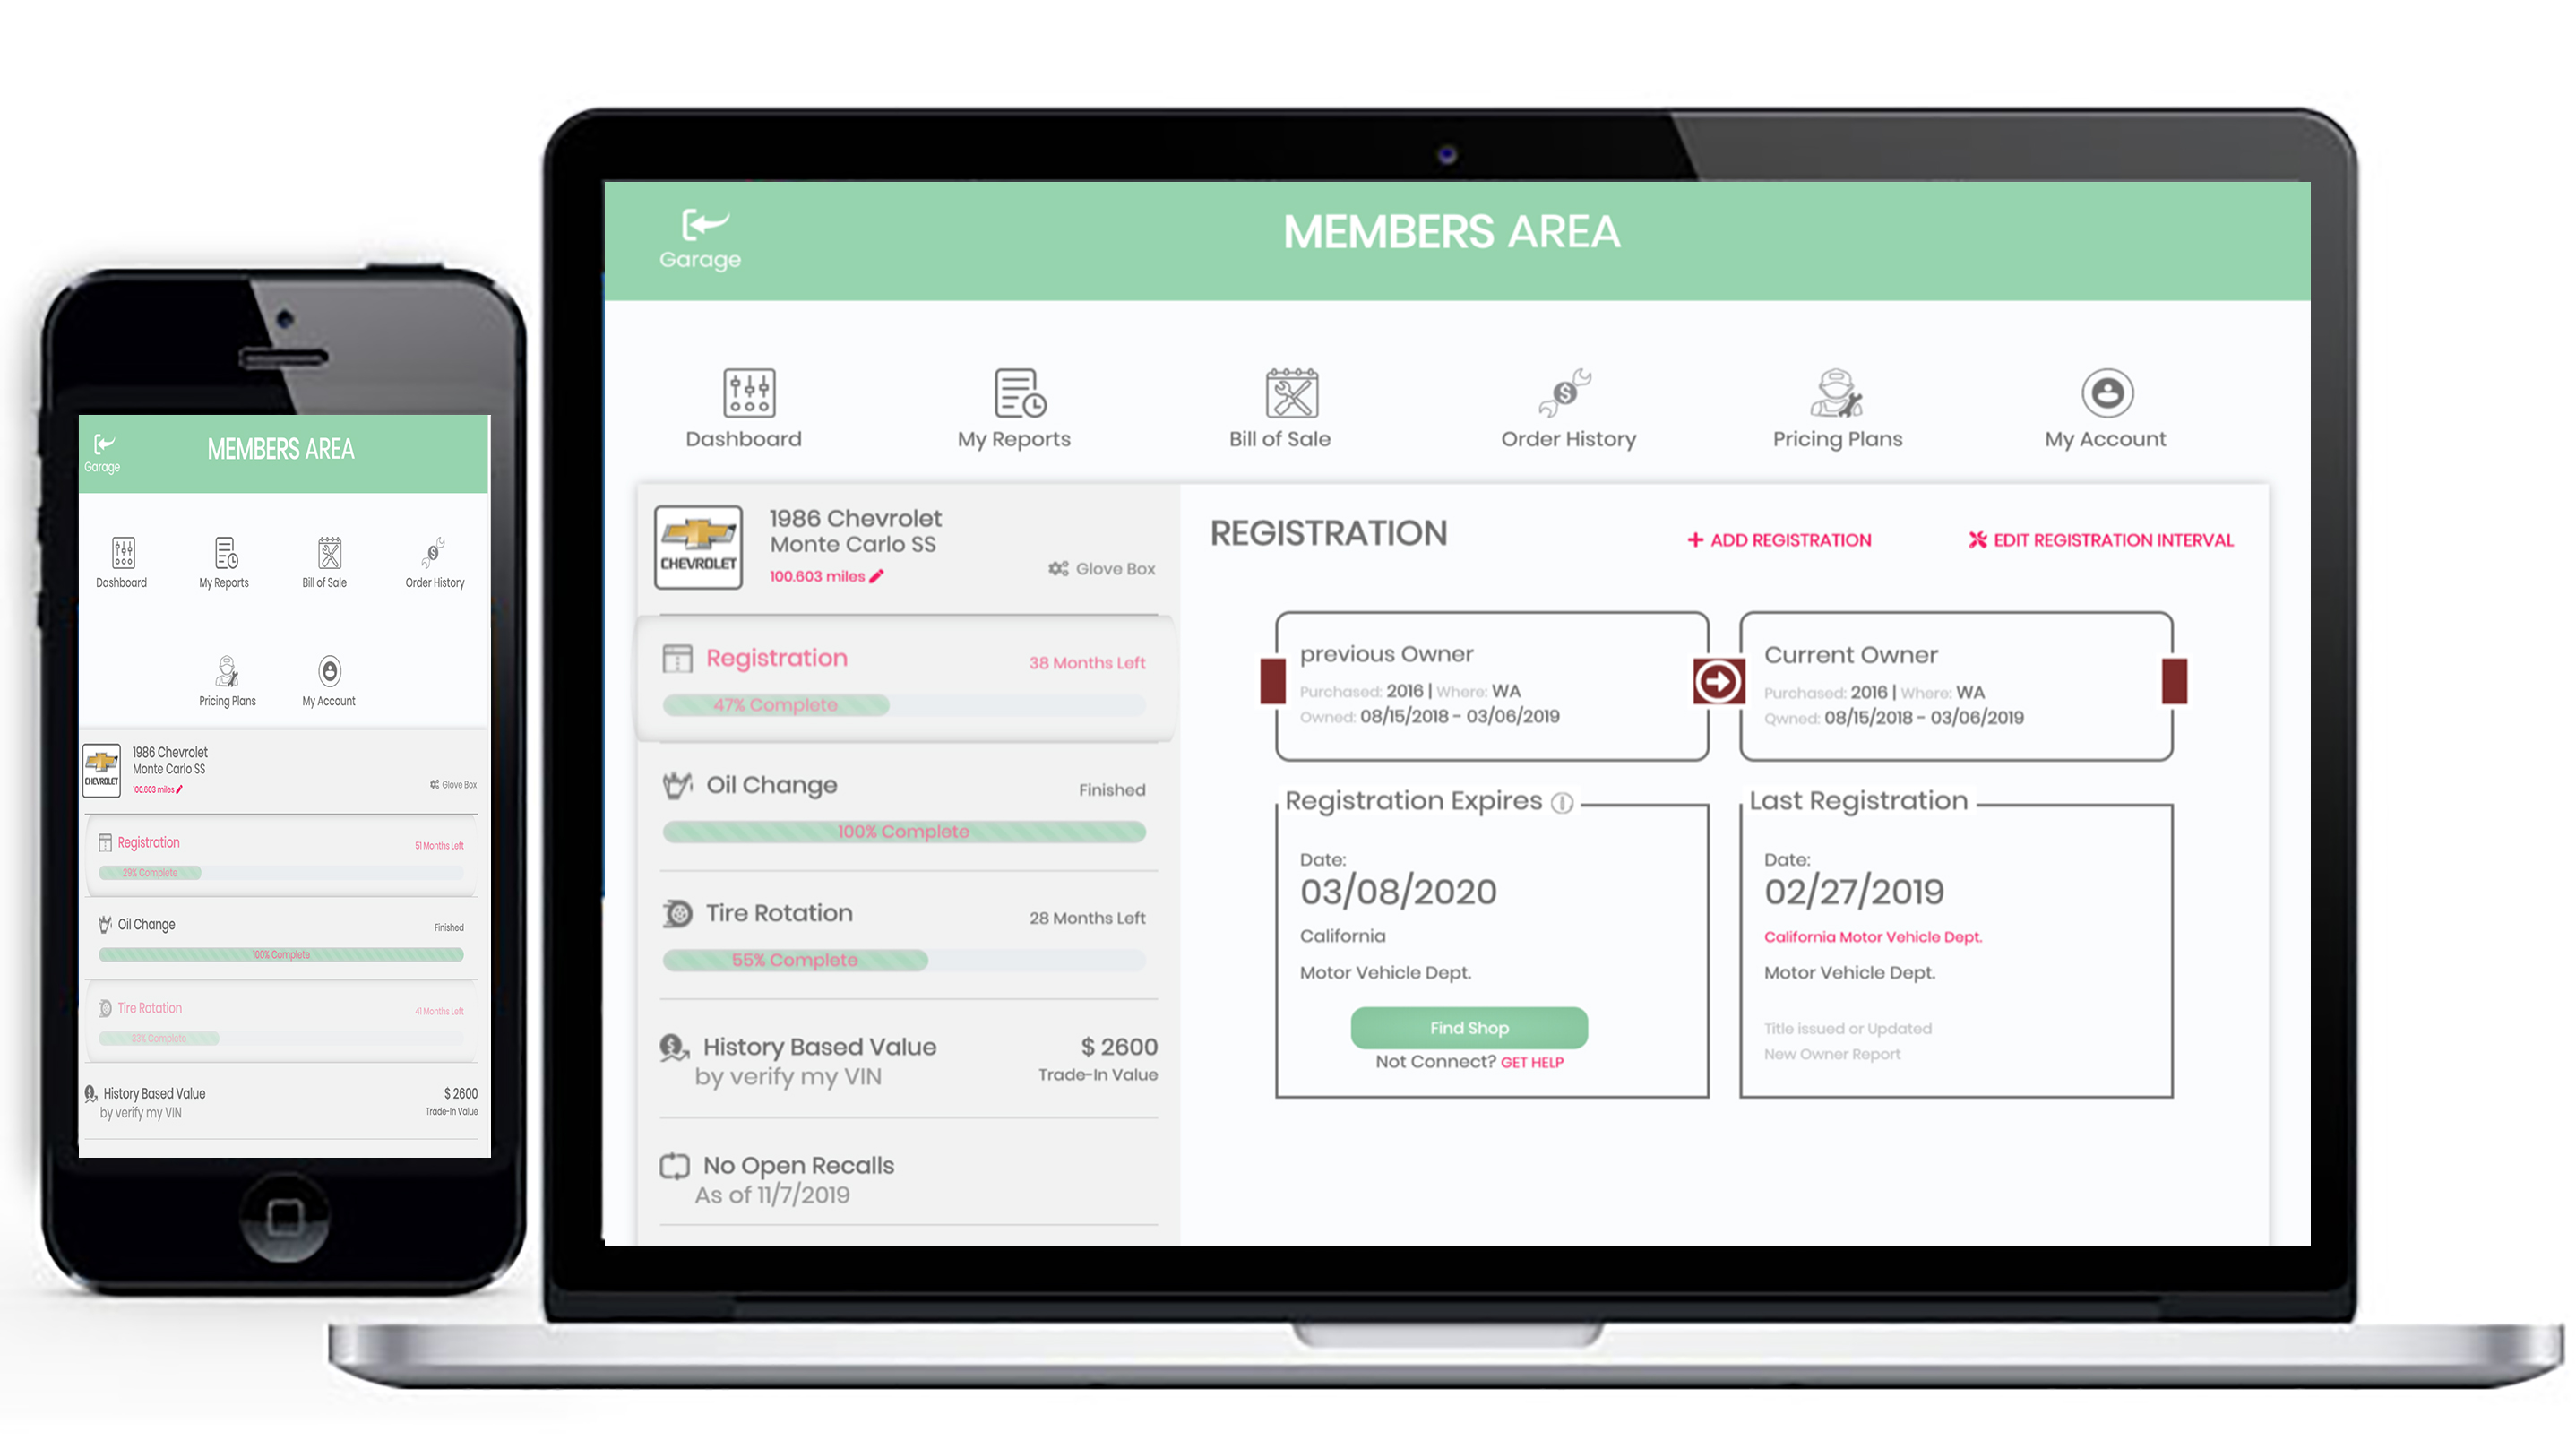 MEMBERS AREA
Garage
Dashboard
My Reports
Bill of Sale
Order History
Pricing Plans
My Account
1986 Chevrolet
Monte Carlo SS
100.603 miles
CHEVROLET
Glove Box
Registration
51 Months Left
29% Complete
Oil Change
Finished
100% Complete
Tire Rotation
41 Months Left
33% Complete
History Based Value
$ 2600
by verify my VIN
Trade-In Value
MEMBERS AREA
Garage
Dashboard
My Reports
Bill of Sale
Order History
Pricing Plans
My Account
1986 Chevrolet
Monte Carlo SS
100.603 miles
CHEVROLET
Glove Box
Registration
38 Months Left
47% Complete
Oil Change
Finished
100% Complete
Tire Rotation
28 Months Left
55% Complete
History Based Value
$ 2600
by verify my VIN
Trade-In Value
No Open Recalls
As of 11/7/2019
REGISTRATION
+ ADD REGISTRATION
EDIT REGISTRATION INTERVAL
previous Owner
Purchased: 2016 | Where: WA
Owned: 08/15/2018 - 03/06/2019
Current Owner
Purchased: 2016 | Where: WA
Qwned: 08/15/2018 - 03/06/2019
Registration Expires
Date:
03/08/2020
California
Motor Vehicle Dept.
Find Shop
Not Connect? GET HELP
Last Registration
Date:
02/27/2019
California Motor Vehicle Dept.
Motor Vehicle Dept.
Title issued or Updated
New Owner Report